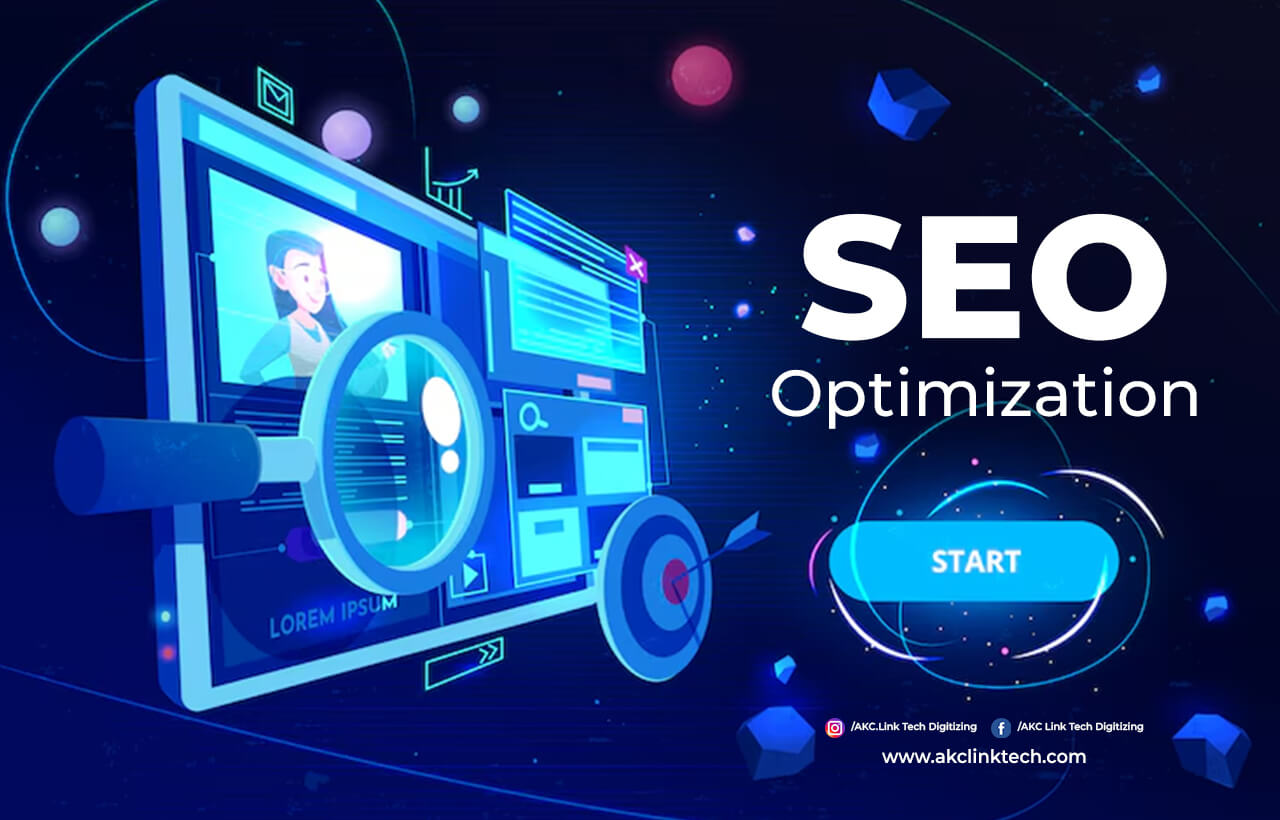 SEO
Optimization
START
LOREM IPSUM
/AKC.Link Tech Digitizing /AKC Link Tech Digitizing
www.akclinktech.com